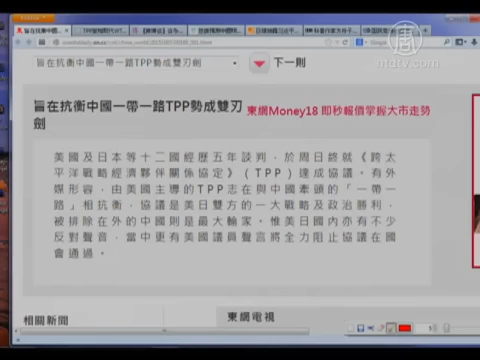 旨在抗衡中國一帶一路TPP勢成雙刃劍
下一則
ntdtv.com
旨在抗衡中國一帶一路TPP勢成雙刃
劍
東網Money18 即秒報價掌握大市走勢
美國及日本等十二國經歷五年談判，於周日終就《跨太
平洋戰略經濟夥伴關係協定》(TPP)達成協議。有外
媒形容，由美國主導的TPP志在與中國牽頭的「一帶一
路」相抗衡，協議是美日雙方的一大戰略及政治勝利，
被排除在外的中國則是最大輸家。惟美日國內亦有不少
反對聲音，當中更有美國議員聲言將全力阻止協議在國
會通過。
相關新聞
東網電視